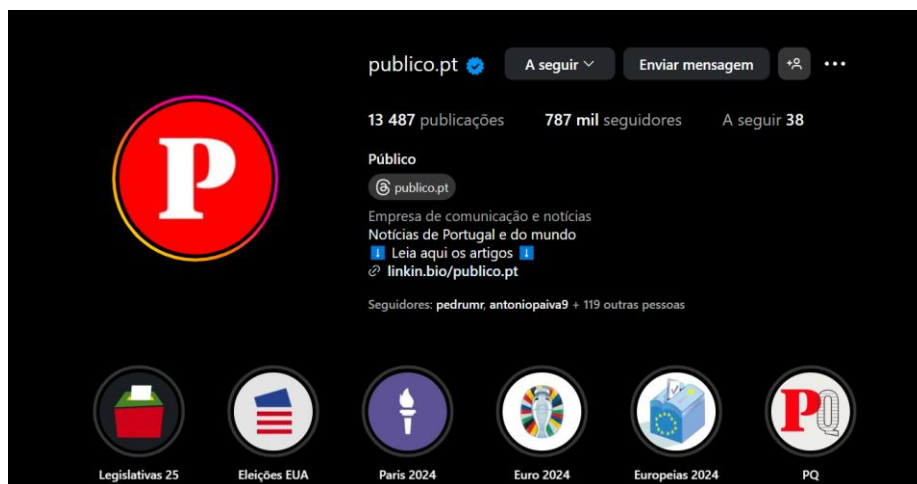 publico.pt A seguir Enviar mensagem
13 487 publicações 787 mil seguidores A seguir 38
P
Público
publico.pt
Empresa de comunicação e notícias
Notícias de Portugal e do mundo
⬇️ Leia aqui os artigos ⬇️
linkin.bio/publico.pt
Seguidores: pedrumr, antoniopaiva9 + 119 outras pessoas
PQ
Legislativas 25 Eleições EUA Paris 2024 Euro 2024 Europeias 2024 PQ